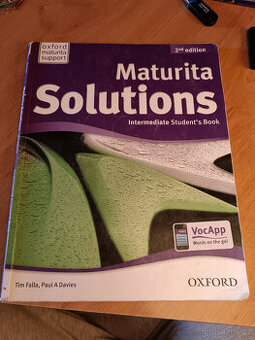 oxford
maturita
support
2nd edition
Maturita
Solutions
Intermediate Student's Book
VocApp
Words on the go!
Tim Falla, Paul A Davies
OXFORD